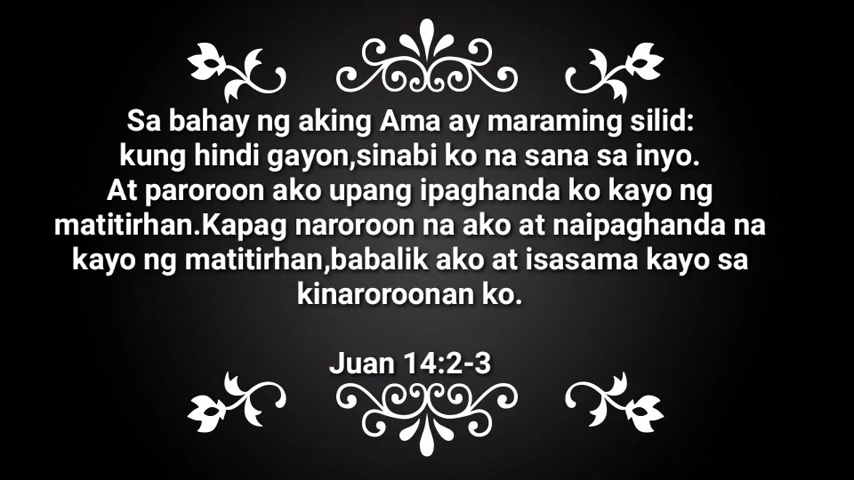 Sa bahay ng aking Ama ay maraming silid:
kung hindi gayon,sinabi ko na sana sa inyo.
At paroroon ako upang ipaghanda ko kayo ng
matitirhan.Kapag naroroon na ako at naipaghanda na
kayo ng matitirhan,babalik ako at isasama kayo sa
kinaroroonan ko.
Juan 14:2-3